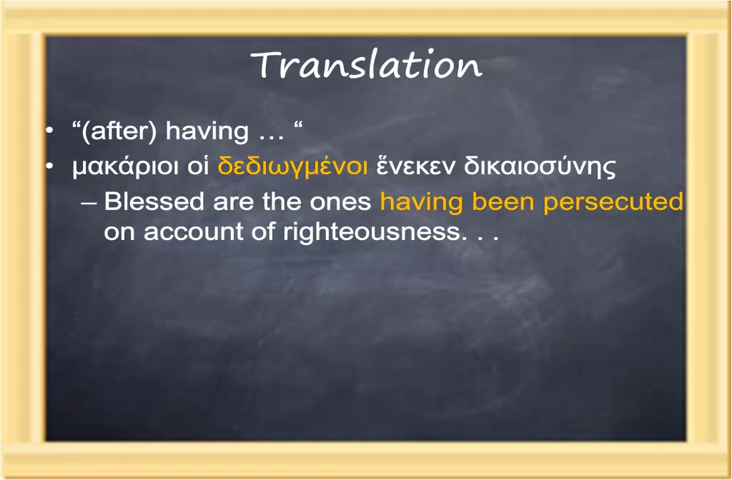 Translation
• “(after) having … “
• μακάριοι οἱ δεδιωγμένοι ἕνεκεν δικαιοσύνης
– Blessed are the ones having been persecuted
on account of righteousness. . .